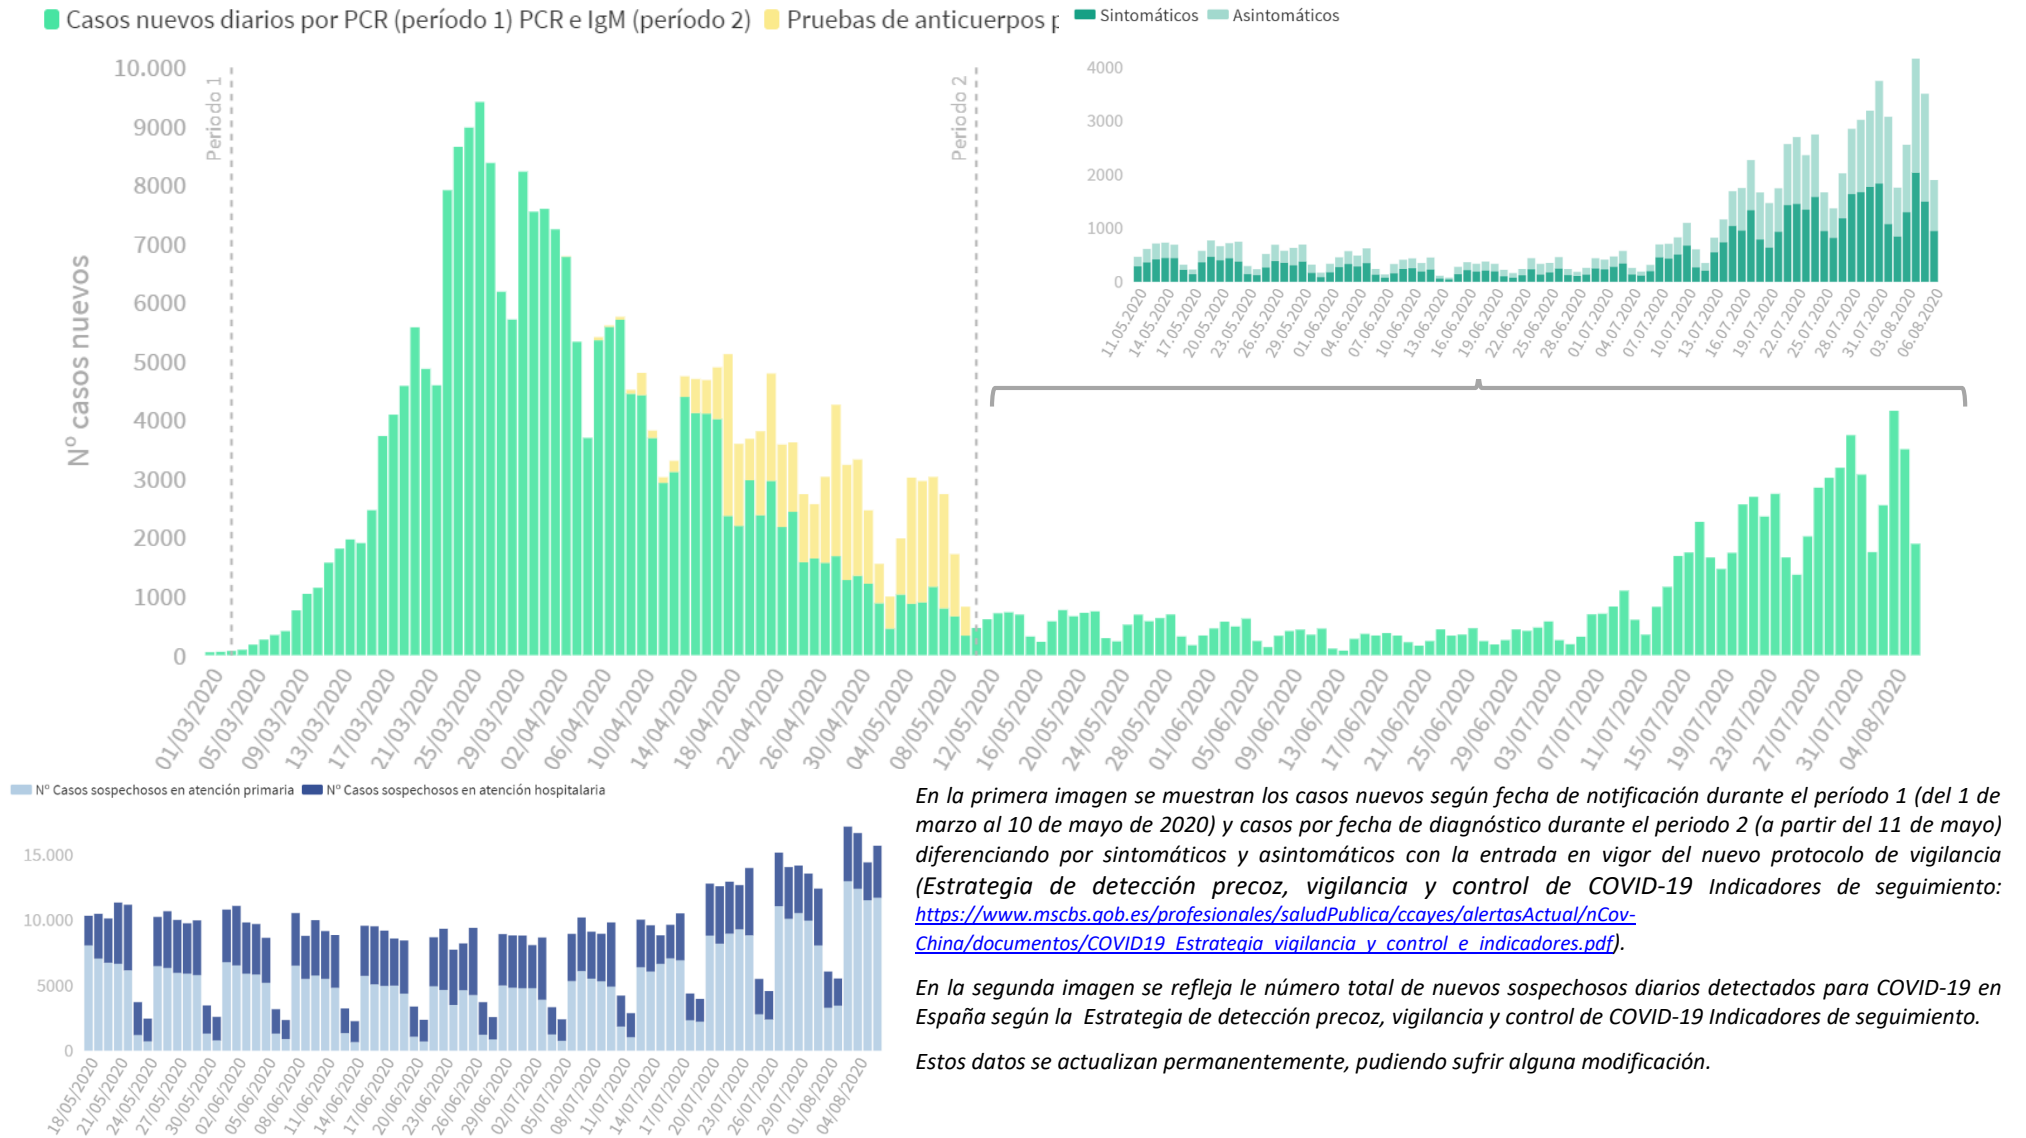 Casos nuevos diarios por PCR (período 1) PCR e IgM (período 2) Pruebas de anticuerpos p
Sintomáticos Asintomáticos
Nº casos nuevos
10.000
9000
8000
7000
6000
5000
4000
3000
2000
1000
0
Periodo 1
Periodo 2
01/03/2020 05/03/2020 09/03/2020 13/03/2020 17/03/2020 21/03/2020 25/03/2020 29/03/2020 02/04/2020 06/04/2020 10/04/2020 14/04/2020 18/04/2020 22/04/2020 26/04/2020 30/04/2020 04/05/2020 08/05/2020 12/05/2020 16/05/2020 20/05/2020 24/05/2020 28/05/2020 01/06/2020 05/06/2020 09/06/2020 13/06/2020 17/06/2020 21/06/2020 25/06/2020 29/06/2020 03/07/2020 07/07/2020 11/07/2020 15/07/2020 19/07/2020 23/07/2020 27/07/2020 31/07/2020 04/08/2020
4000
3000
2000
1000
0
11.05.2020 14.05.2020 17.05.2020 20.05.2020 23.05.2020 26.05.2020 29.05.2020 01.06.2020 04.06.2020 07.06.2020 10.06.2020 13.06.2020 16.06.2020 19.06.2020 22.06.2020 25.06.2020 28.06.2020 01.07.2020 04.07.2020 07.07.2020 10.07.2020 13.07.2020 16.07.2020 19.07.2020 22.07.2020 25.07.2020 28.07.2020 31.07.2020 03.08.2020 06.08.2020
Nº Casos sospechosos en atención primaria Nº Casos sospechosos en atención hospitalaria
15.000
10.000
5000
0
18/05/2020 21/05/2020 24/05/2020 27/05/2020 30/05/2020 02/06/2020 05/06/2020 08/06/2020 11/06/2020 14/06/2020 17/06/2020 20/06/2020 23/06/2020 26/06/2020 29/06/2020 02/07/2020 05/07/2020 08/07/2020 11/07/2020 14/07/2020 17/07/2020 20/07/2020 23/07/2020 26/07/2020 29/07/2020 01/08/2020 04/08/2020
En la primera imagen se muestran los casos nuevos según fecha de notificación durante el período 1 (del 1 de
marzo al 10 de mayo de 2020) y casos por fecha de diagnóstico durante el periodo 2 (a partir del 11 de mayo)
diferenciando por sintomáticos y asintomáticos con la entrada en vigor del nuevo protocolo de vigilancia
(Estrategia de detección precoz, vigilancia y control de COVID-19 Indicadores de seguimiento:
https://www.mscbs.gob.es/profesionales/saludPublica/ccayes/alertasActual/nCov-
China/documentos/COVID19_Estrategia_vigilancia_y_control_e_indicadores.pdf).
En la segunda imagen se refleja le número total de nuevos sospechosos diarios detectados para COVID-19 en
España según la Estrategia de detección precoz, vigilancia y control de COVID-19 Indicadores de seguimiento.
Estos datos se actualizan permanentemente, pudiendo sufrir alguna modificación.